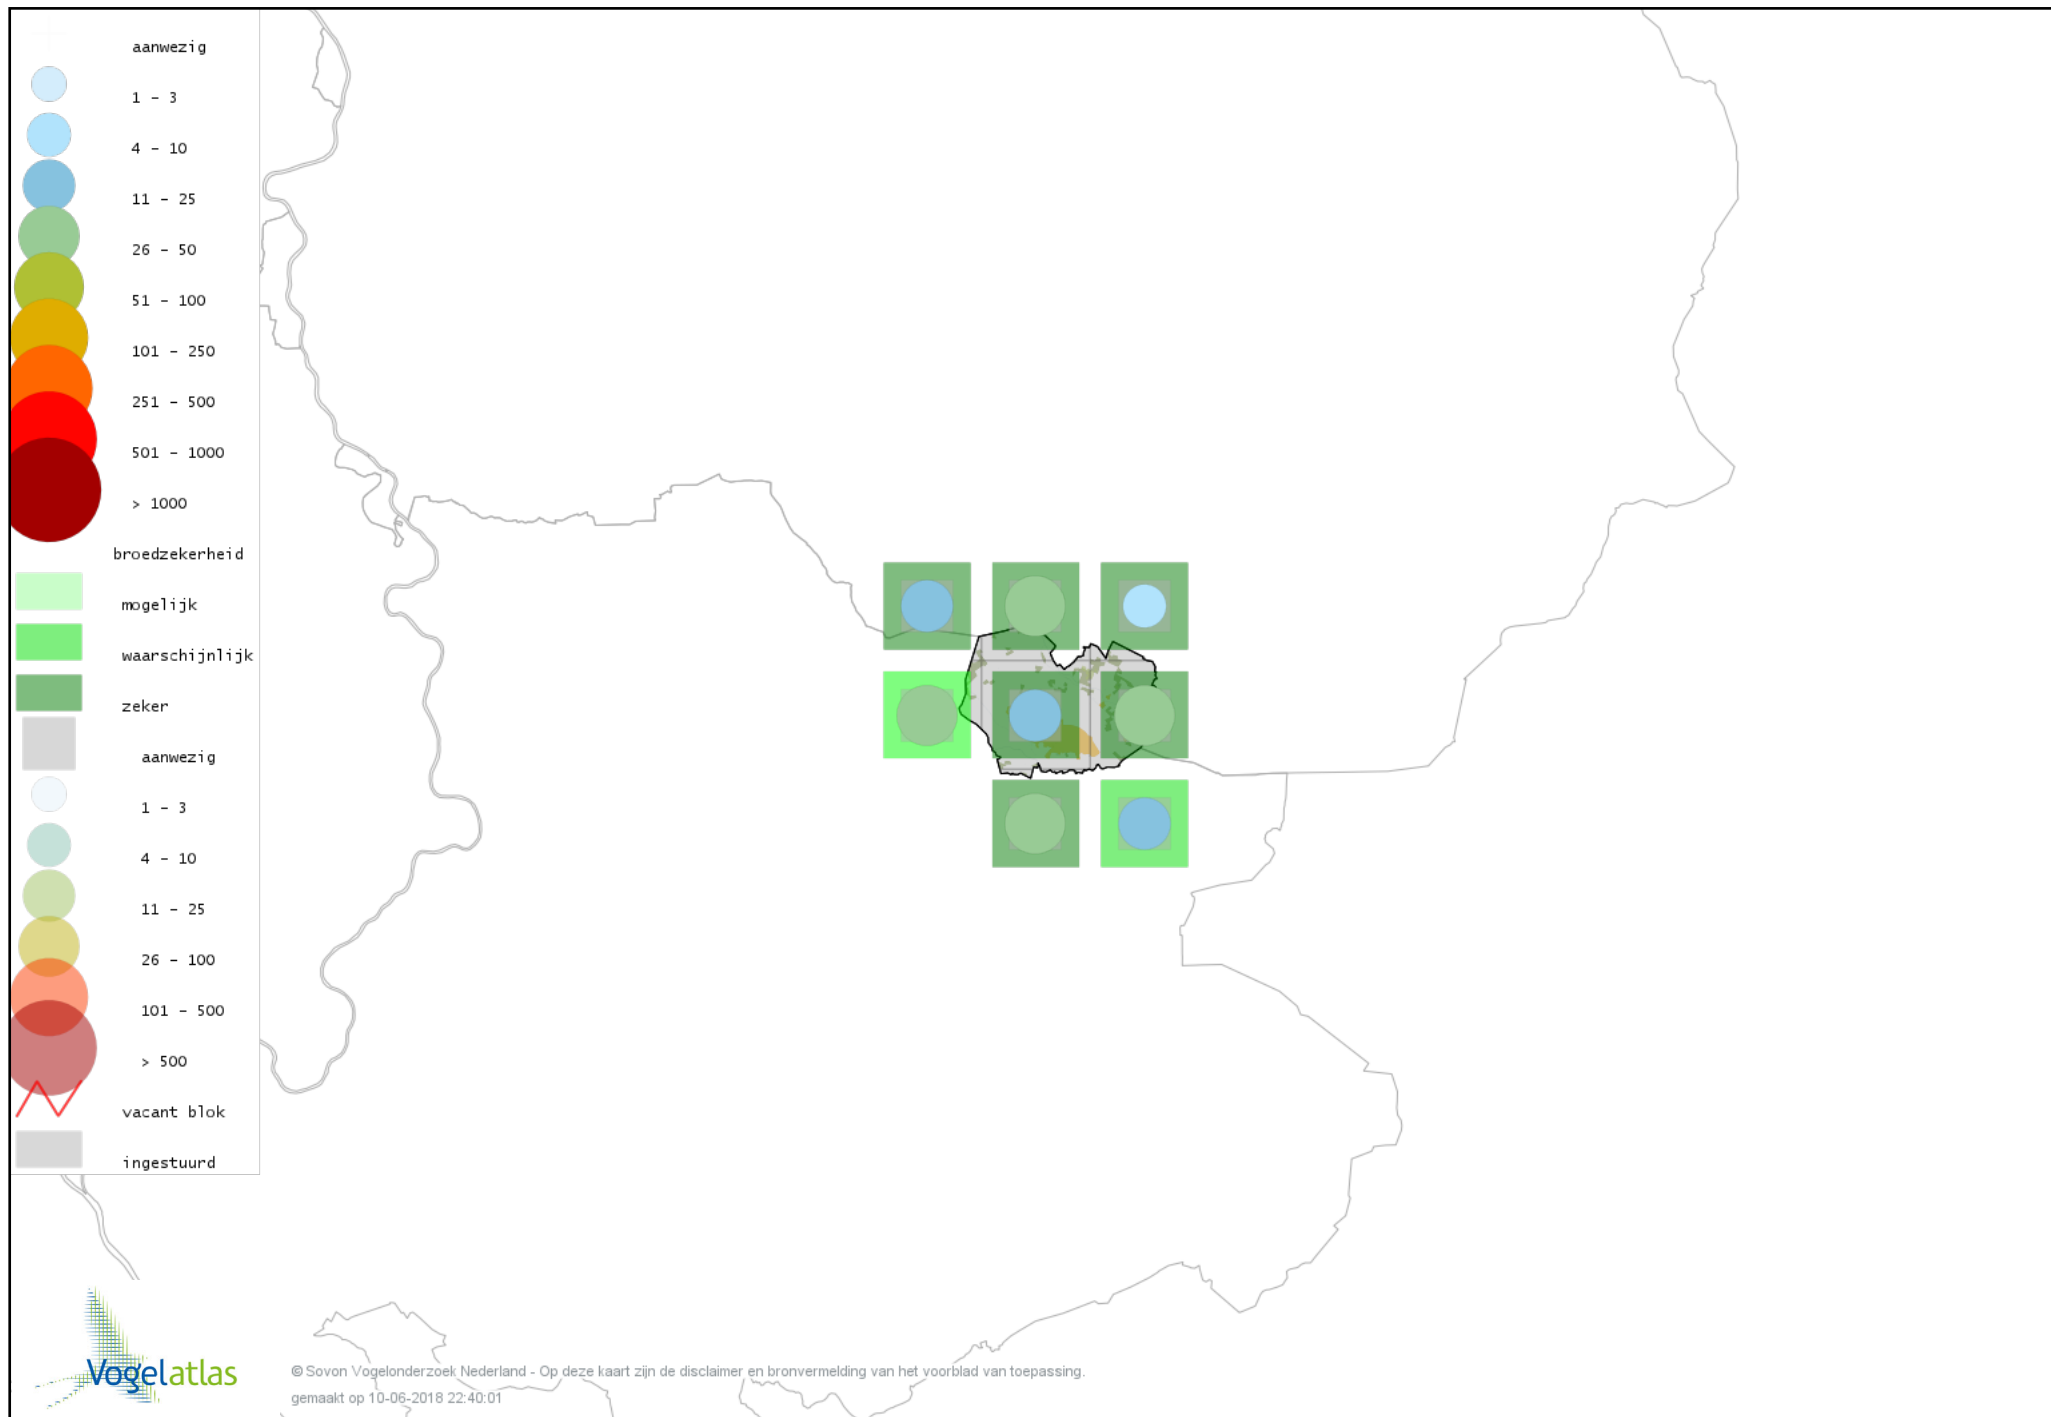 aanwezig
1 - 3
4 - 10
11 - 25
26 - 50
51 - 100
101 - 250
251 - 500
501 - 1000
> 1000
broedzekerheid
mogelijk
waarschijnlijk
zeker
aanwezig
1 - 3
4 - 10
11 - 25
26 - 100
101 - 500
> 500
vacant blok
ingestuurd
Vogelatlas
© Sovon Vogelonderzoek Nederland - Op deze kaart zijn de disclaimer en bronvermelding van het voorblad van toepassing.
gemaakt op 10-06-2018 22:40:01